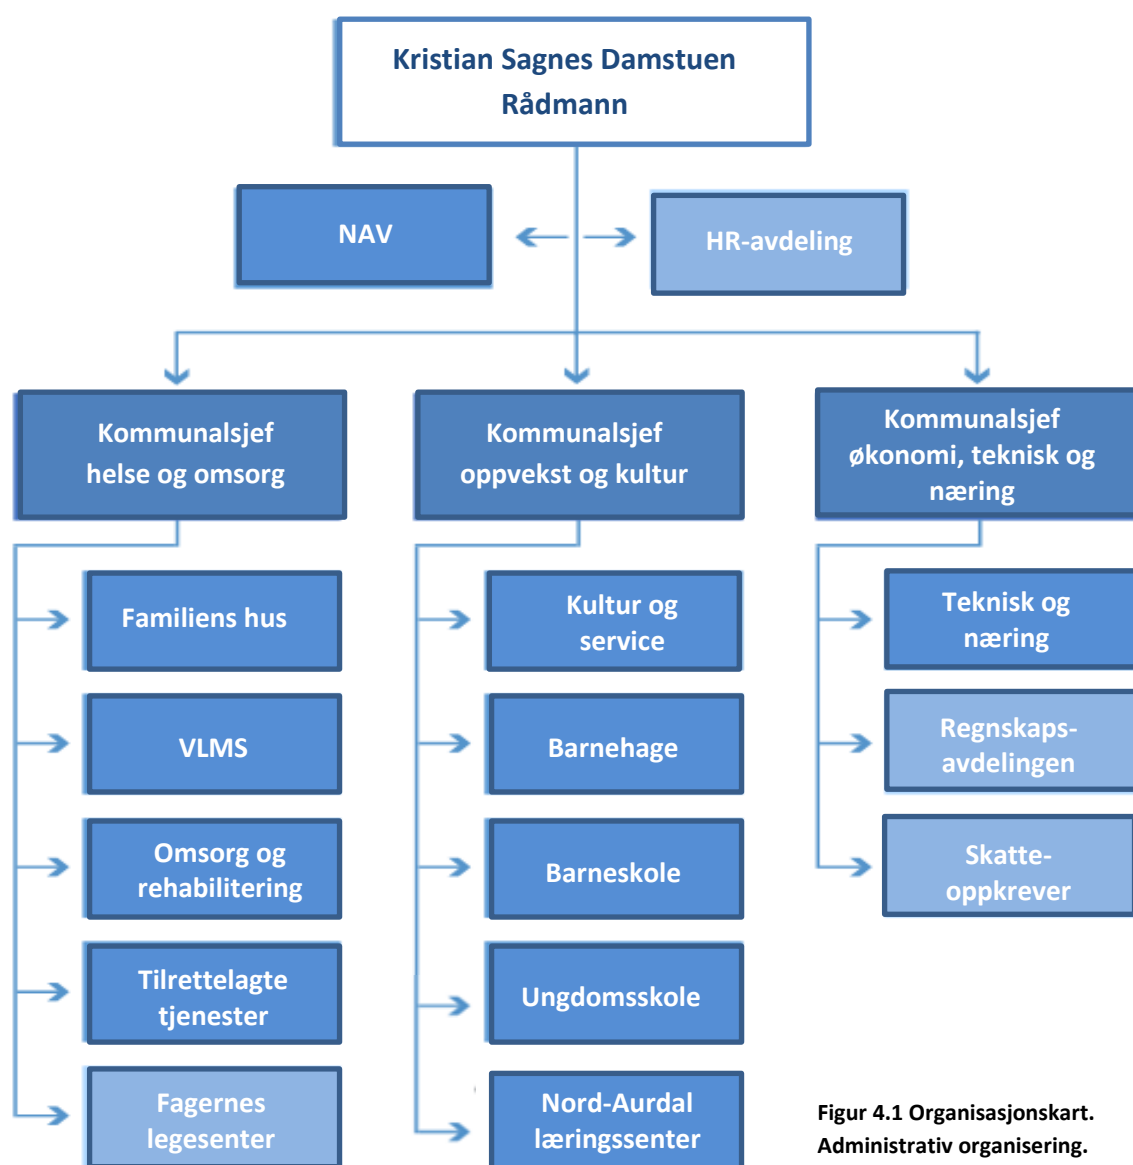 Kristian Sagnes Damstuen
Rådmann
NAV
HR-avdeling
Kommunalsjef
helse og omsorg
Kommunalsjef
oppvekst og kultur
Kommunalsjef
økonomi, teknisk og
næring
Familiens hus
VLMS
Omsorg og
rehabilitering
Tilrettelagte
tjenester
Fagernes
legesenter
Kultur og
service
Barnehage
Barneskole
Ungdomsskole
Nord-Aurdal
læringssenter
Teknisk og
næring
Regnskaps-
avdelingen
Skatte-
oppkrever
Figur 4.1 Organisasjonskart.
Administrativ organisering.